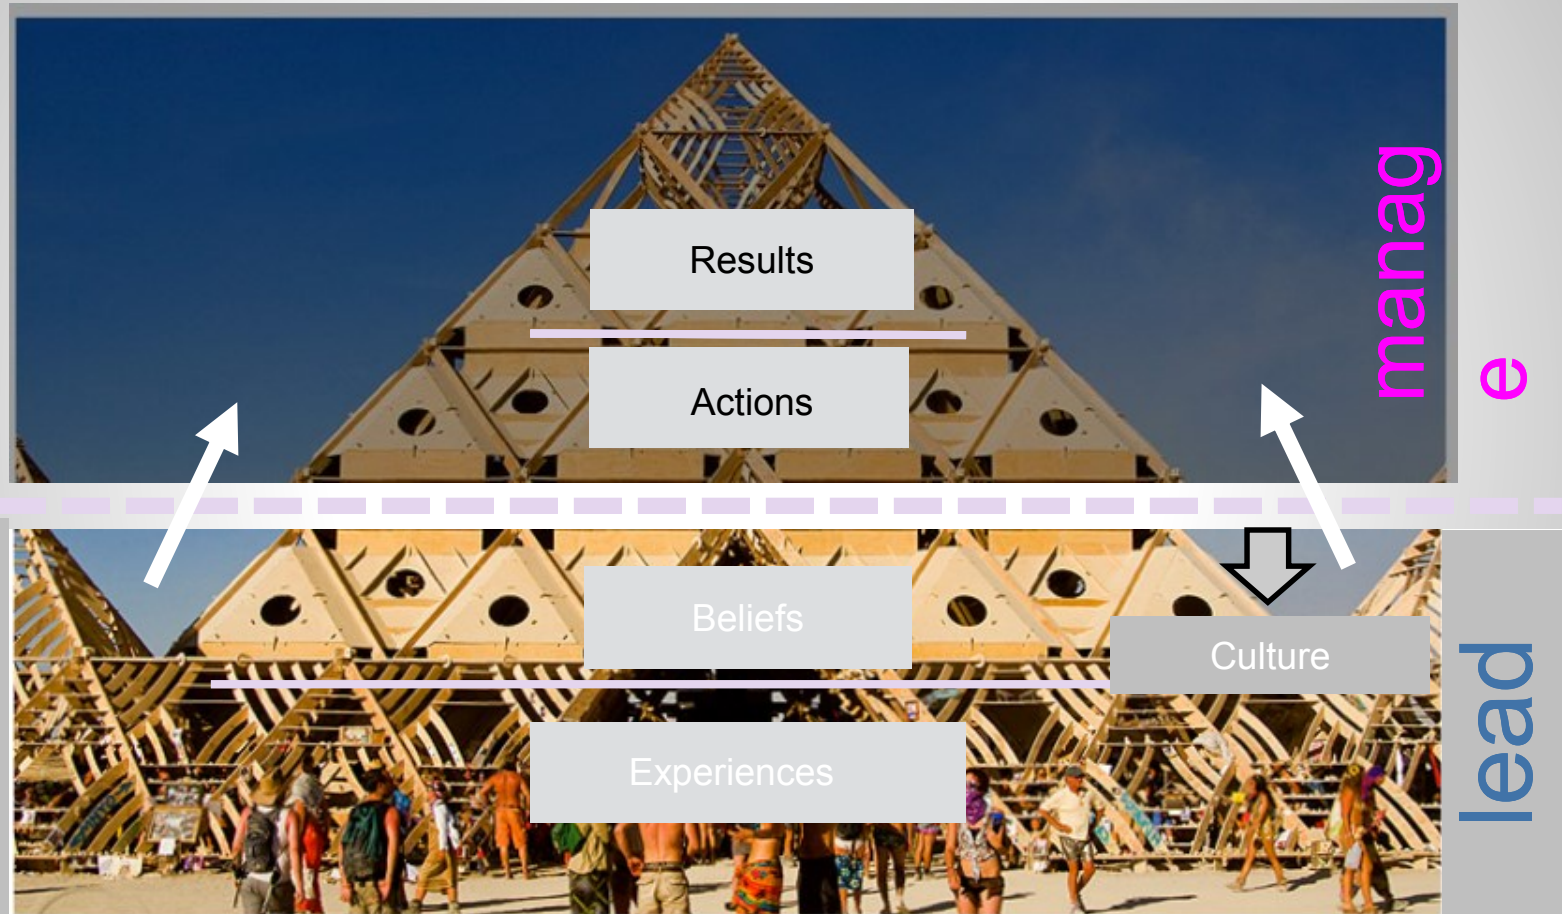 Results
Actions
manag
e
Beliefs
Culture
Experiences
lead